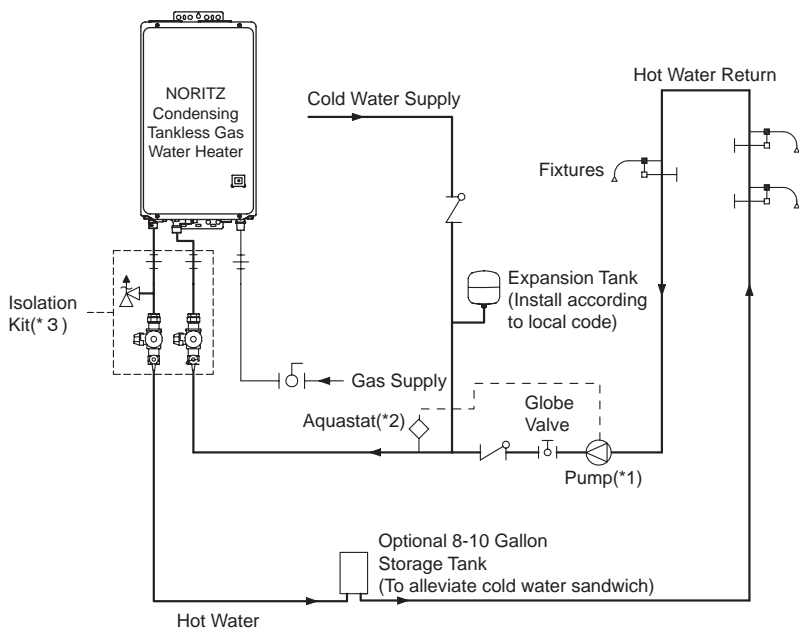 NORITZ
Condensing
Tankless Gas
Water Heater
Cold Water Supply
Hot Water Return
Fixtures
Expansion Tank
(Install according
to local code)
Isolation
Kit(* 3 )
Gas Supply
Aquastat(*2)
Globe
Valve
Pump(*1)
Optional 8-10 Gallon
Storage Tank
(To alleviate cold water sandwich)
Hot Water